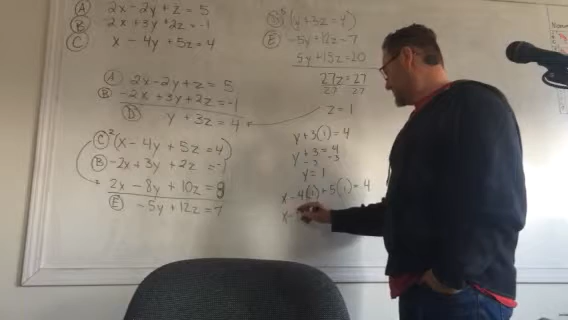 Ⓐ 2x - 2y + z = 5
Ⓑ -2x + 3y + 2z = -1
Ⓒ x - 4y + 5z = 4
Ⓐ 2x - 2y + z = 5
Ⓑ -2x + 3y + 2z = -1
Ⓓ y + 3z = 4
Ⓒ 2(x - 4y + 5z = 4)
Ⓑ -2x + 3y + 2z = -1
2x - 8y + 10z = 8
Ⓔ -5y + 12z = 7
Ⓓ 5(y + 3z = 4)
Ⓔ -5y + 12z = 7
5y + 15z = 20
27z = 27
27 27
z = 1
y + 3(1) = 4
y + 3 = 4
-3 -3
y = 1
x - 4(1) + 5(1) = 4
x -